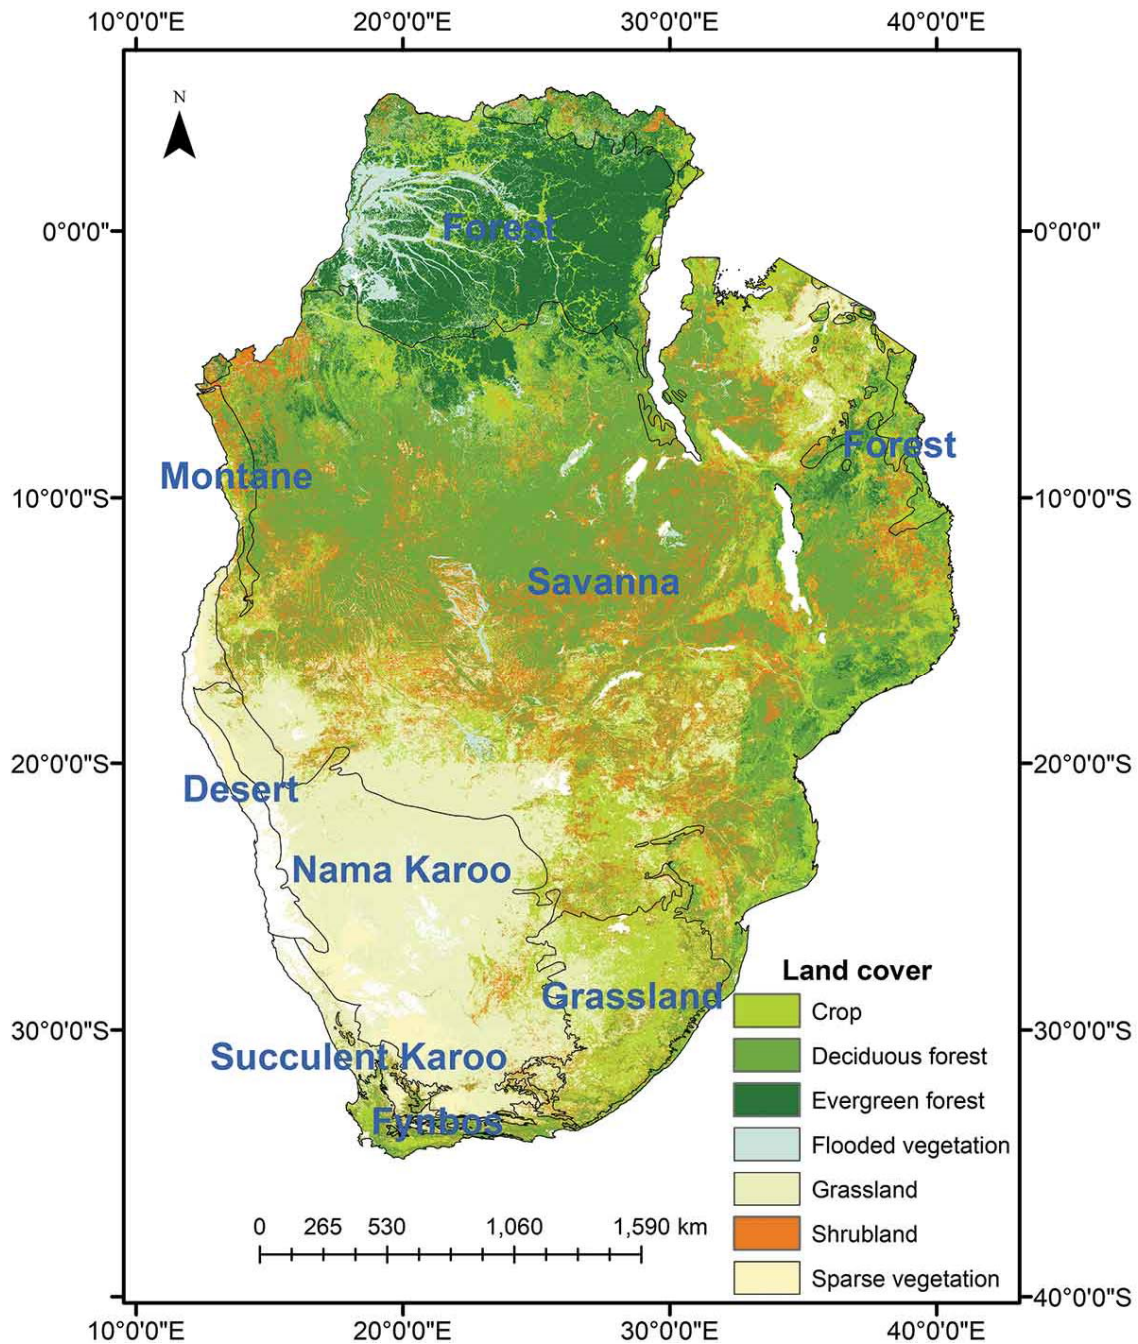 10°0'0"E 20°0'0"E 30°0'0"E 40°0'0"E
N
0°0'0" 0°0'0"
Forest
Forest
Montane
10°0'0"S 10°0'0"S
Savanna
20°0'0"S 20°0'0"S
Desert
Nama Karoo
Grassland
30°0'0"S 30°0'0"S
Succulent Karoo
Fynbos
Land cover
Crop
Deciduous forest
Evergreen forest
Flooded vegetation
Grassland
Shrubland
Sparse vegetation
0 265 530 1,060 1,590 km
40°0'0"S
10°0'0"E 20°0'0"E 30°0'0"E 40°0'0"E